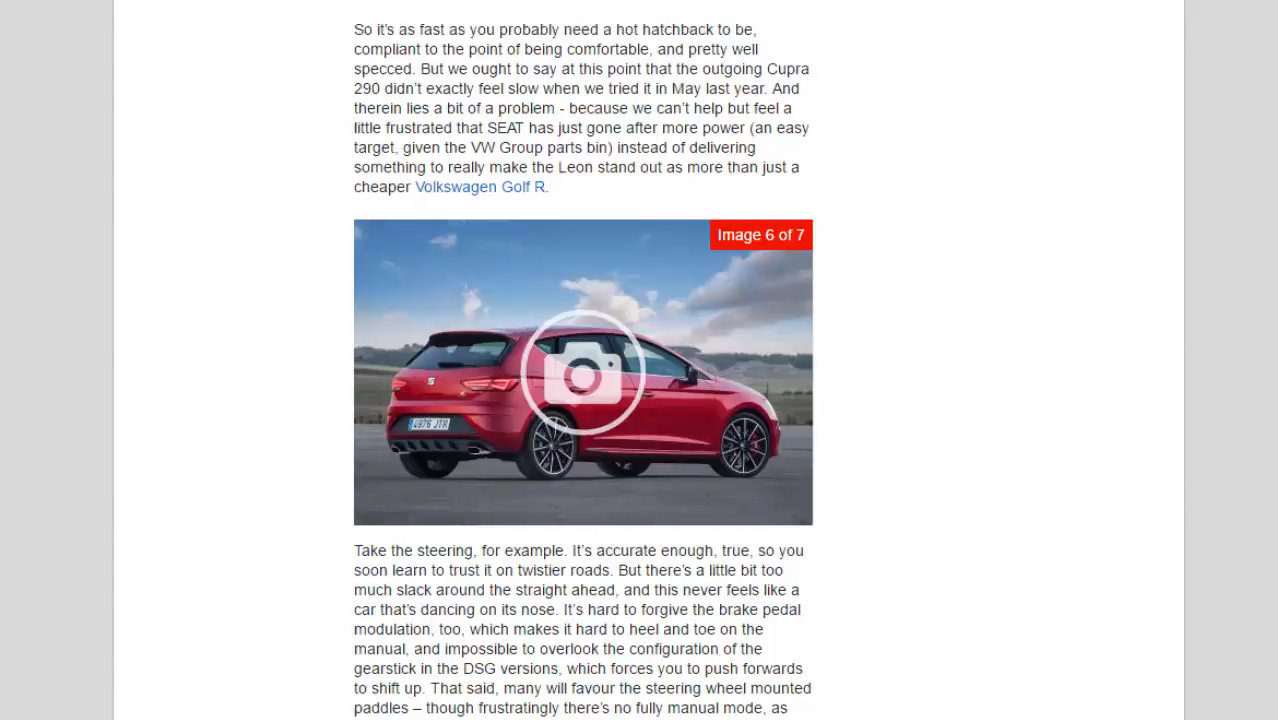 So it's as fast as you probably need a hot hatchback to be,
compliant to the point of being comfortable, and pretty well
specced. But we ought to say at this point that the outgoing Cupra
290 didn't exactly feel slow when we tried it in May last year. And
therein lies a bit of a problem - because we can't help but feel a
little frustrated that SEAT has just gone after more power (an easy
target, given the VW Group parts bin) instead of delivering
something to really make the Leon stand out as more than just a
cheaper Volkswagen Golf R.
Image 6 of 7
4976 JTR
Take the steering, for example. It's accurate enough, true, so you
soon learn to trust it on twistier roads. But there's a little bit too
much slack around the straight ahead, and this never feels like a
car that's dancing on its nose. It's hard to forgive the brake pedal
modulation, too, which makes it hard to heel and toe on the
manual, and impossible to overlook the configuration of the
gearstick in the DSG versions, which forces you to push forwards
to shift up. That said, many will favour the steering wheel mounted
paddles – though frustratingly there's no fully manual mode, as